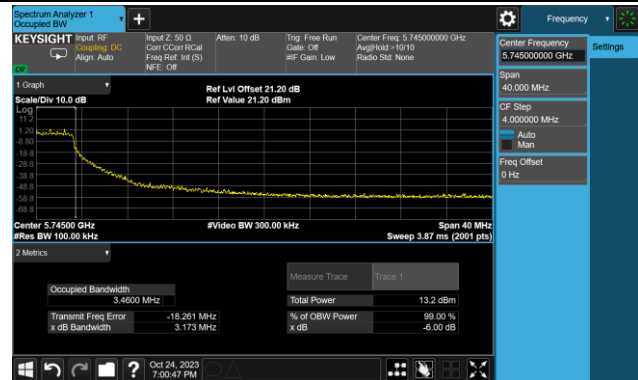 Spectrum Analyzer 1
Occupied BW
+
Frequency
KEYSIGHT
Input: RF
Coupling: DC
Align: Auto
Input Z: 50 Ω
Corr CCorr RCal
Freq Ref: Int (S)
NFE: Off
Atten: 10 dB
Trig: Free Run
Gate: Off
#IF Gain: Low
Center Freq: 5.745000000 GHz
Avg|Hold:>10/10
Radio Std: None
Center Frequency
5.745000000 GHz
Settings
Span
40.000 MHz
CF Step
4.000000 MHz
Auto
Man
Freq Offset
0 Hz
1 Graph
Scale/Div 10.0 dB
Ref Lvl Offset 21.20 dB
Ref Value 21.20 dBm
Log
11.2
1.20
-8.80
-18.8
-28.8
-38.8
-48.8
-58.8
-68.8
Center 5.74500 GHz
#Video BW 300.00 kHz
Span 40 MHz
#Res BW 100.00 kHz
Sweep 3.87 ms (2001 pts)
2 Metrics
Measure Trace
Trace 1
Occupied Bandwidth
3.4600 MHz
Total Power
13.2 dBm
Transmit Freq Error
-18.261 MHz
% of OBW Power
99.00 %
x dB Bandwidth
3.173 MHz
x dB
-6.00 dB
?
Oct 24, 2023
7:00:47 PM